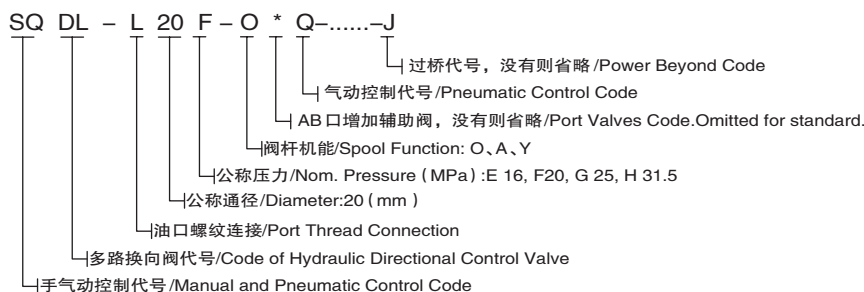 SQ DL - L 20 F - O * Q-......-J
过桥代号，没有则省略/Power Beyond Code
气动控制代号/Pneumatic Control Code
AB口增加辅助阀，没有则省略/Port Valves Code.Omitted for standard.
阀杆机能/Spool Function: O、A、Y
公称压力/Nom. Pressure（MPa）:E 16, F20, G 25, H 31.5
公称通径/Diameter:20（mm）
油口螺纹连接/Port Thread Connection
多路换向阀代号/Code of Hydraulic Directional Control Valve
手气动控制代号/Manual and Pneumatic Control Code